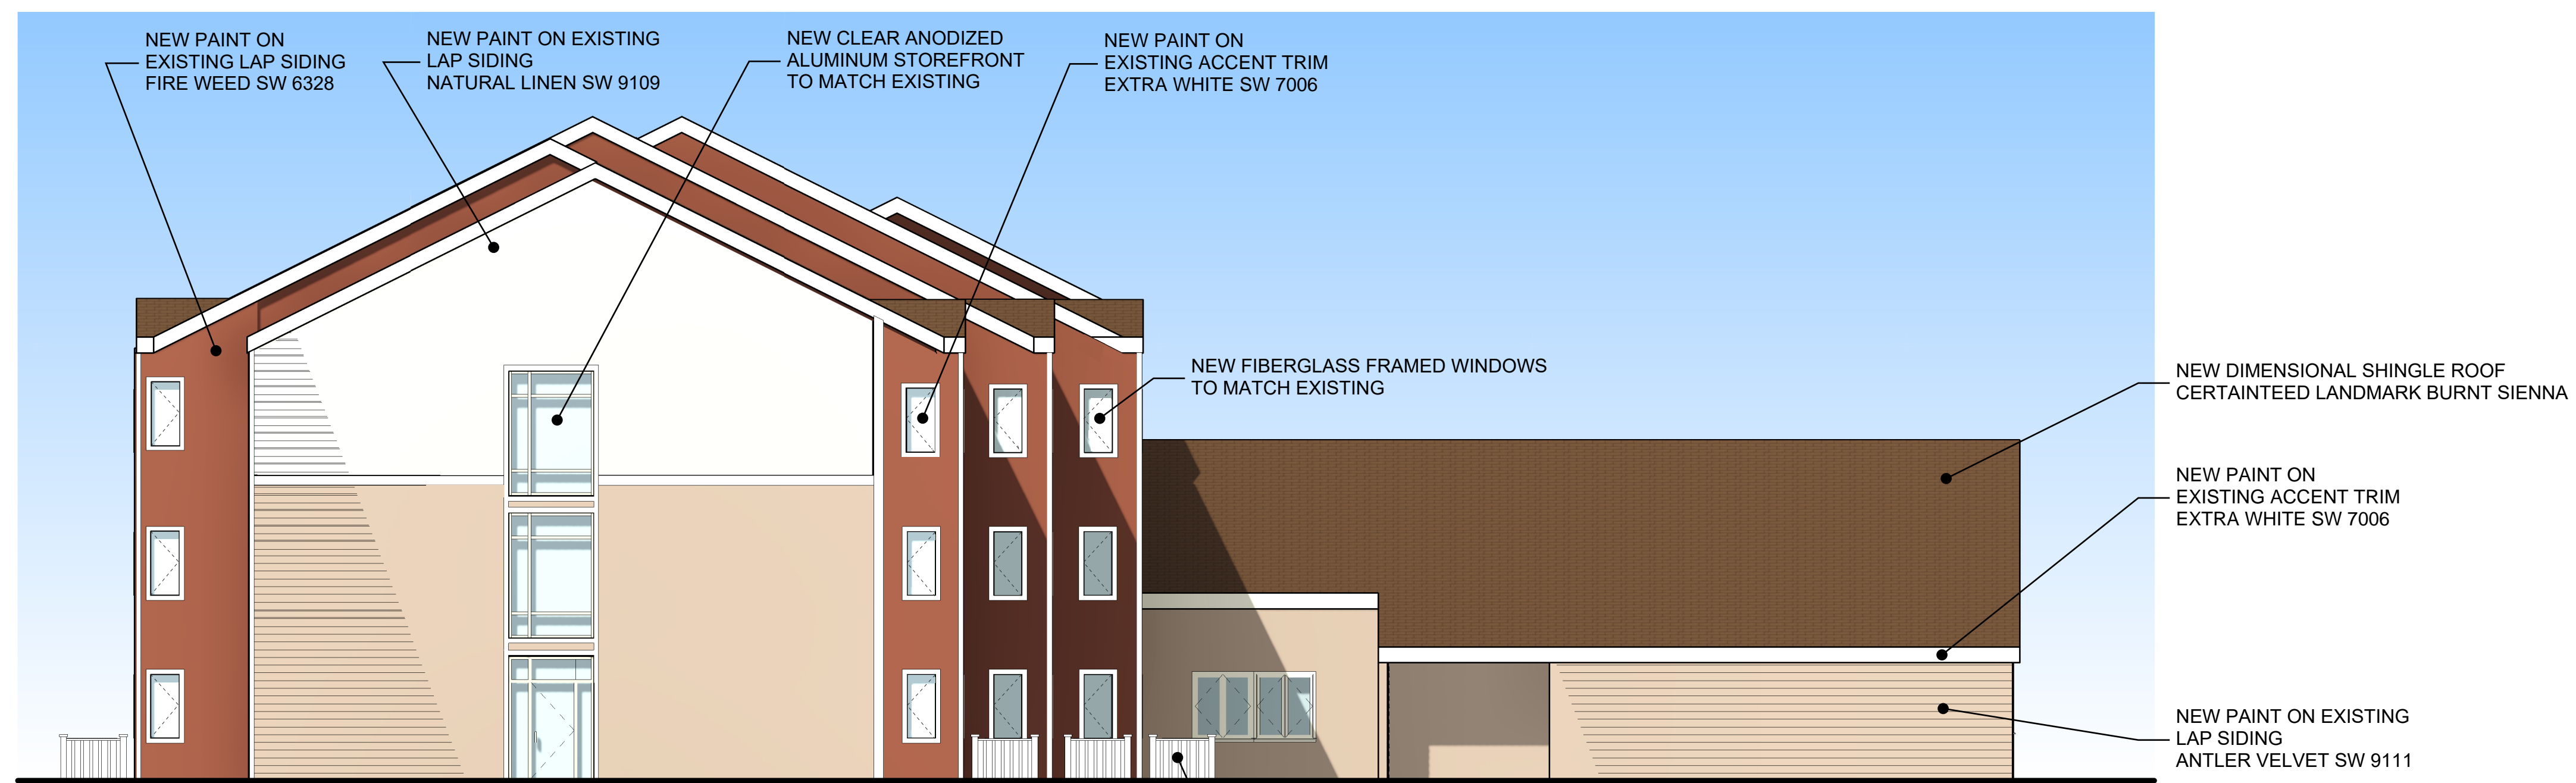 NEW PAINT ON
EXISTING LAP SIDING
FIRE WEED SW 6328
NEW PAINT ON EXISTING
LAP SIDING
NATURAL LINEN SW 9109
NEW CLEAR ANODIZED
ALUMINUM STOREFRONT
TO MATCH EXISTING
NEW PAINT ON
EXISTING ACCENT TRIM
EXTRA WHITE SW 7006
NEW FIBERGLASS FRAMED WINDOWS
TO MATCH EXISTING
NEW DIMENSIONAL SHINGLE ROOF
CERTAINTEED LANDMARK BURNT SIENNA
NEW PAINT ON
EXISTING ACCENT TRIM
EXTRA WHITE SW 7006
NEW PAINT ON EXISTING
LAP SIDING
ANTLER VELVET SW 9111